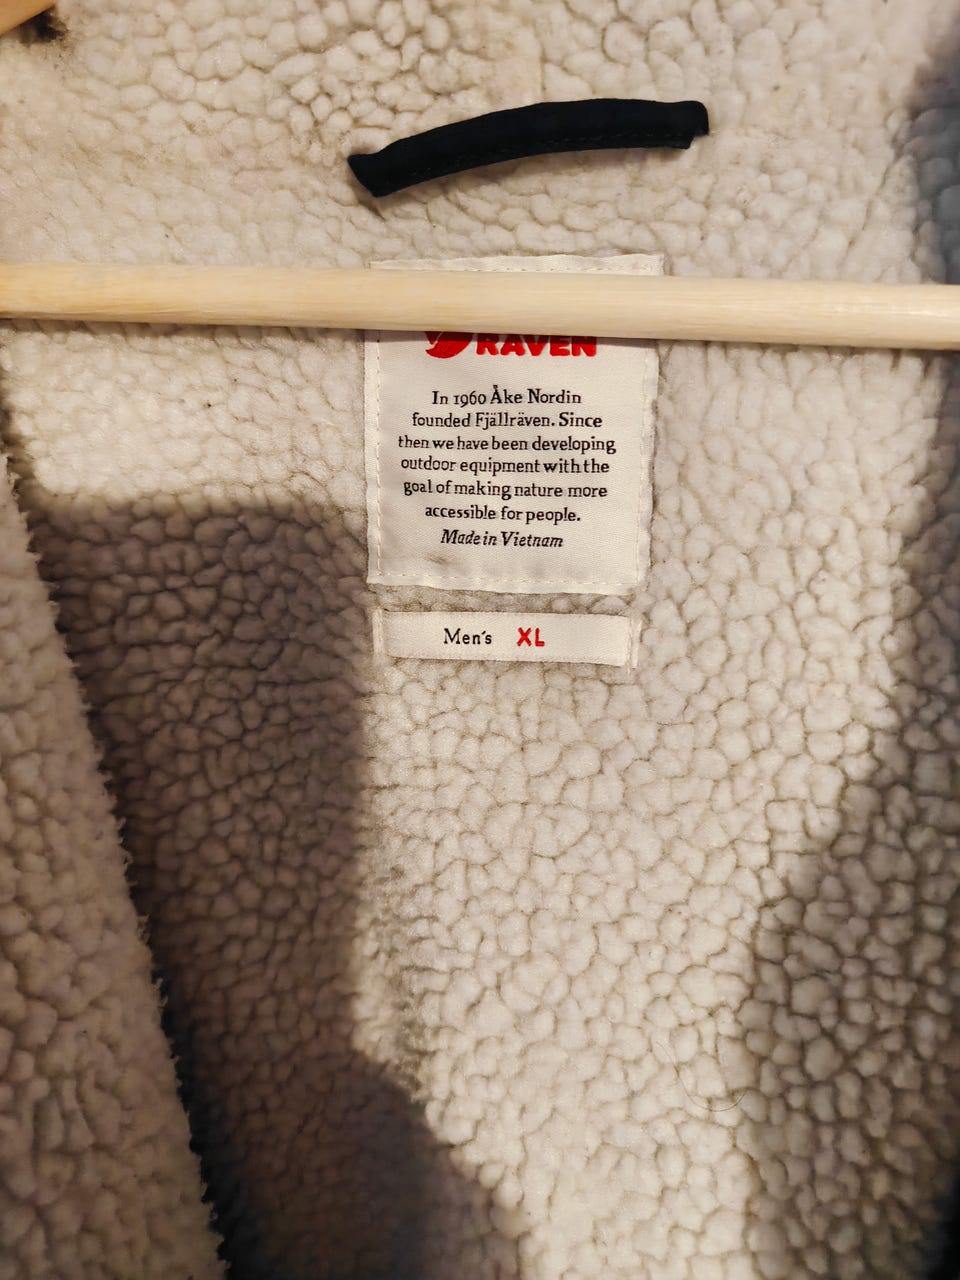 RAVEN
In 1960 Åke Nordin
founded Fjällräven. Since
then we have been developing
outdoor equipment with the
goal of making nature more
accessible for people.
Made in Vietnam
Men's XL